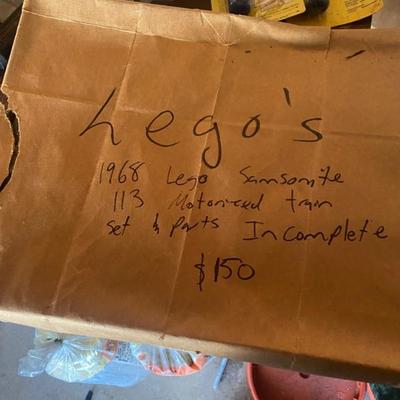 Lego's
1968 Lego Samsonite
113 Motorized train
set & parts Incomplete
$150